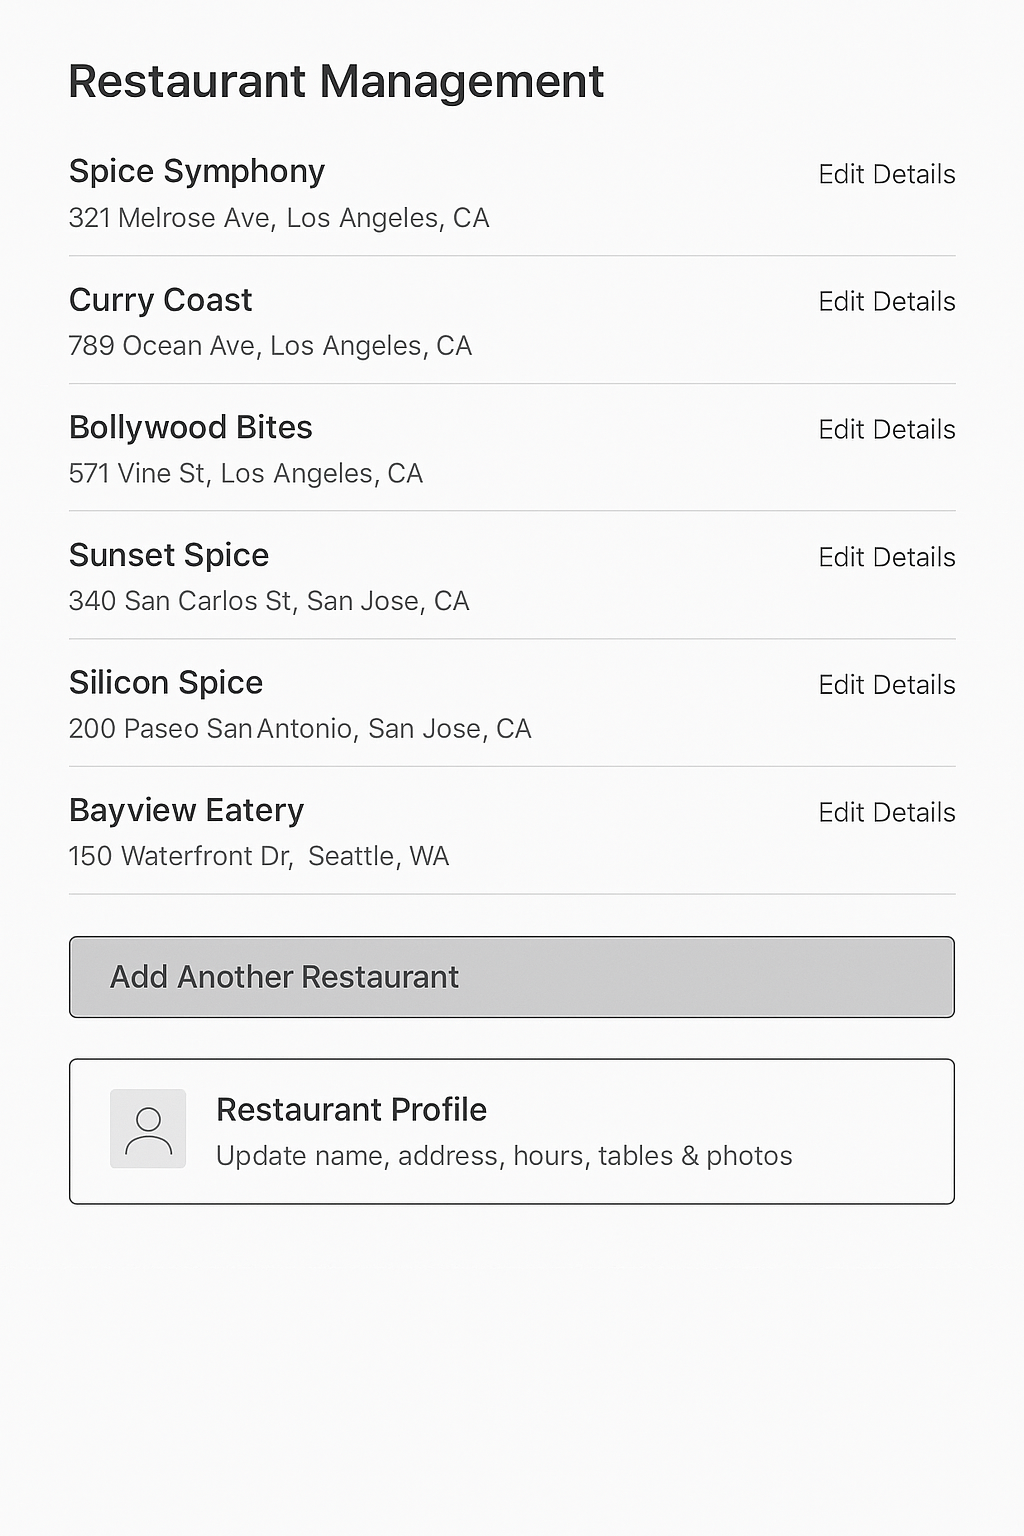 Restaurant Management
Spice Symphony
Edit Details
321 Melrose Ave, Los Angeles, CA
Curry Coast
Edit Details
789 Ocean Ave, Los Angeles, CA
Bollywood Bites
Edit Details
571 Vine St, Los Angeles, CA
Sunset Spice
Edit Details
340 San Carlos St, San Jose, CA
Silicon Spice
Edit Details
200 Paseo San Antonio, San Jose, CA
Bayview Eatery
Edit Details
150 Waterfront Dr, Seattle, WA
Add Another Restaurant
Restaurant Profile
Update name, address, hours, tables & photos